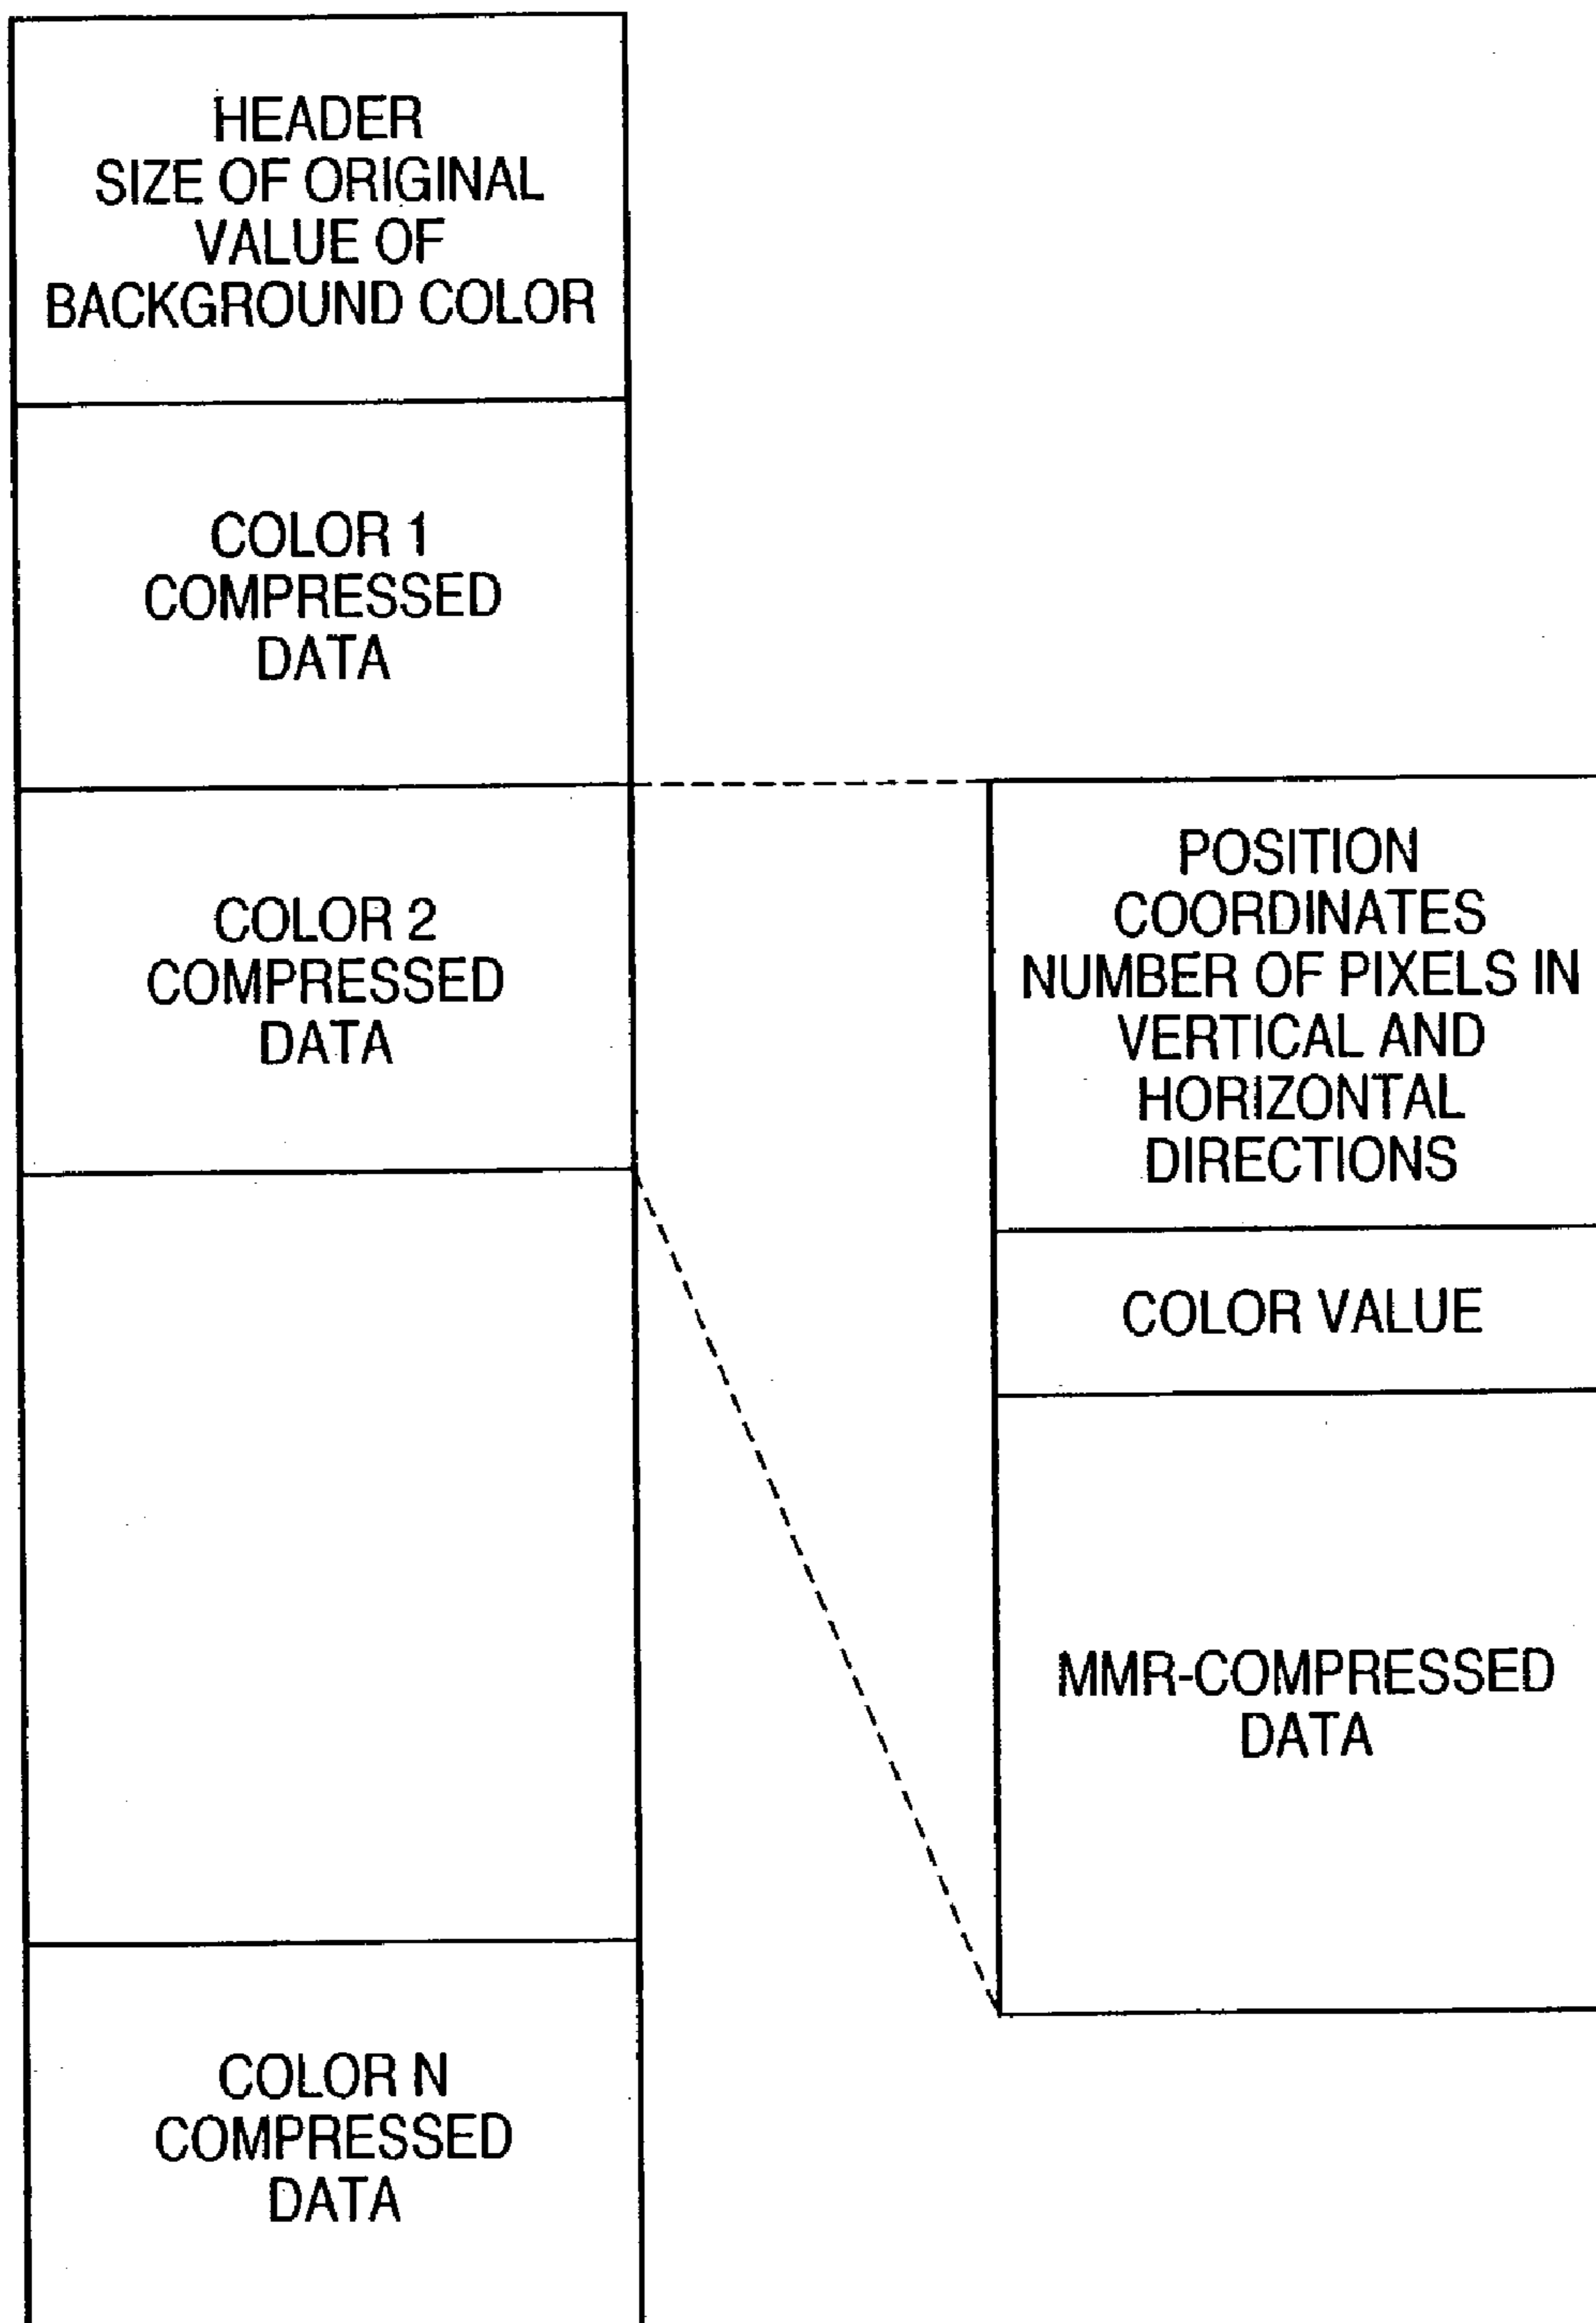 HEADER
SIZE OF ORIGINAL
VALUE OF
BACKGROUND COLOR
COLOR 1
COMPRESSED
DATA
COLOR 2
COMPRESSED
DATA
COLOR N
COMPRESSED
DATA
POSITION
COORDINATES
NUMBER OF PIXELS IN
VERTICAL AND
HORIZONTAL
DIRECTIONS
COLOR VALUE
MMR-COMPRESSED
DATA